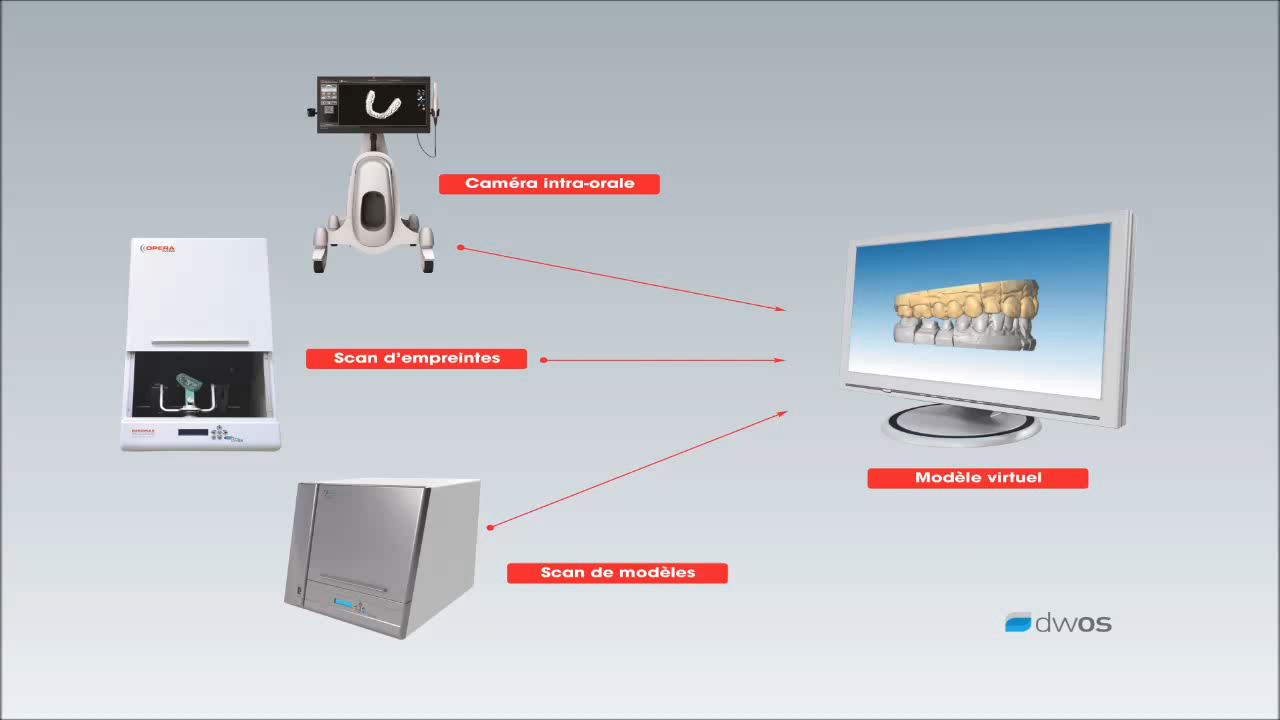 Caméra intra-orale
OPERA
Scan d'empreintes
Modèle virtuel
Scan de modèles
dwos